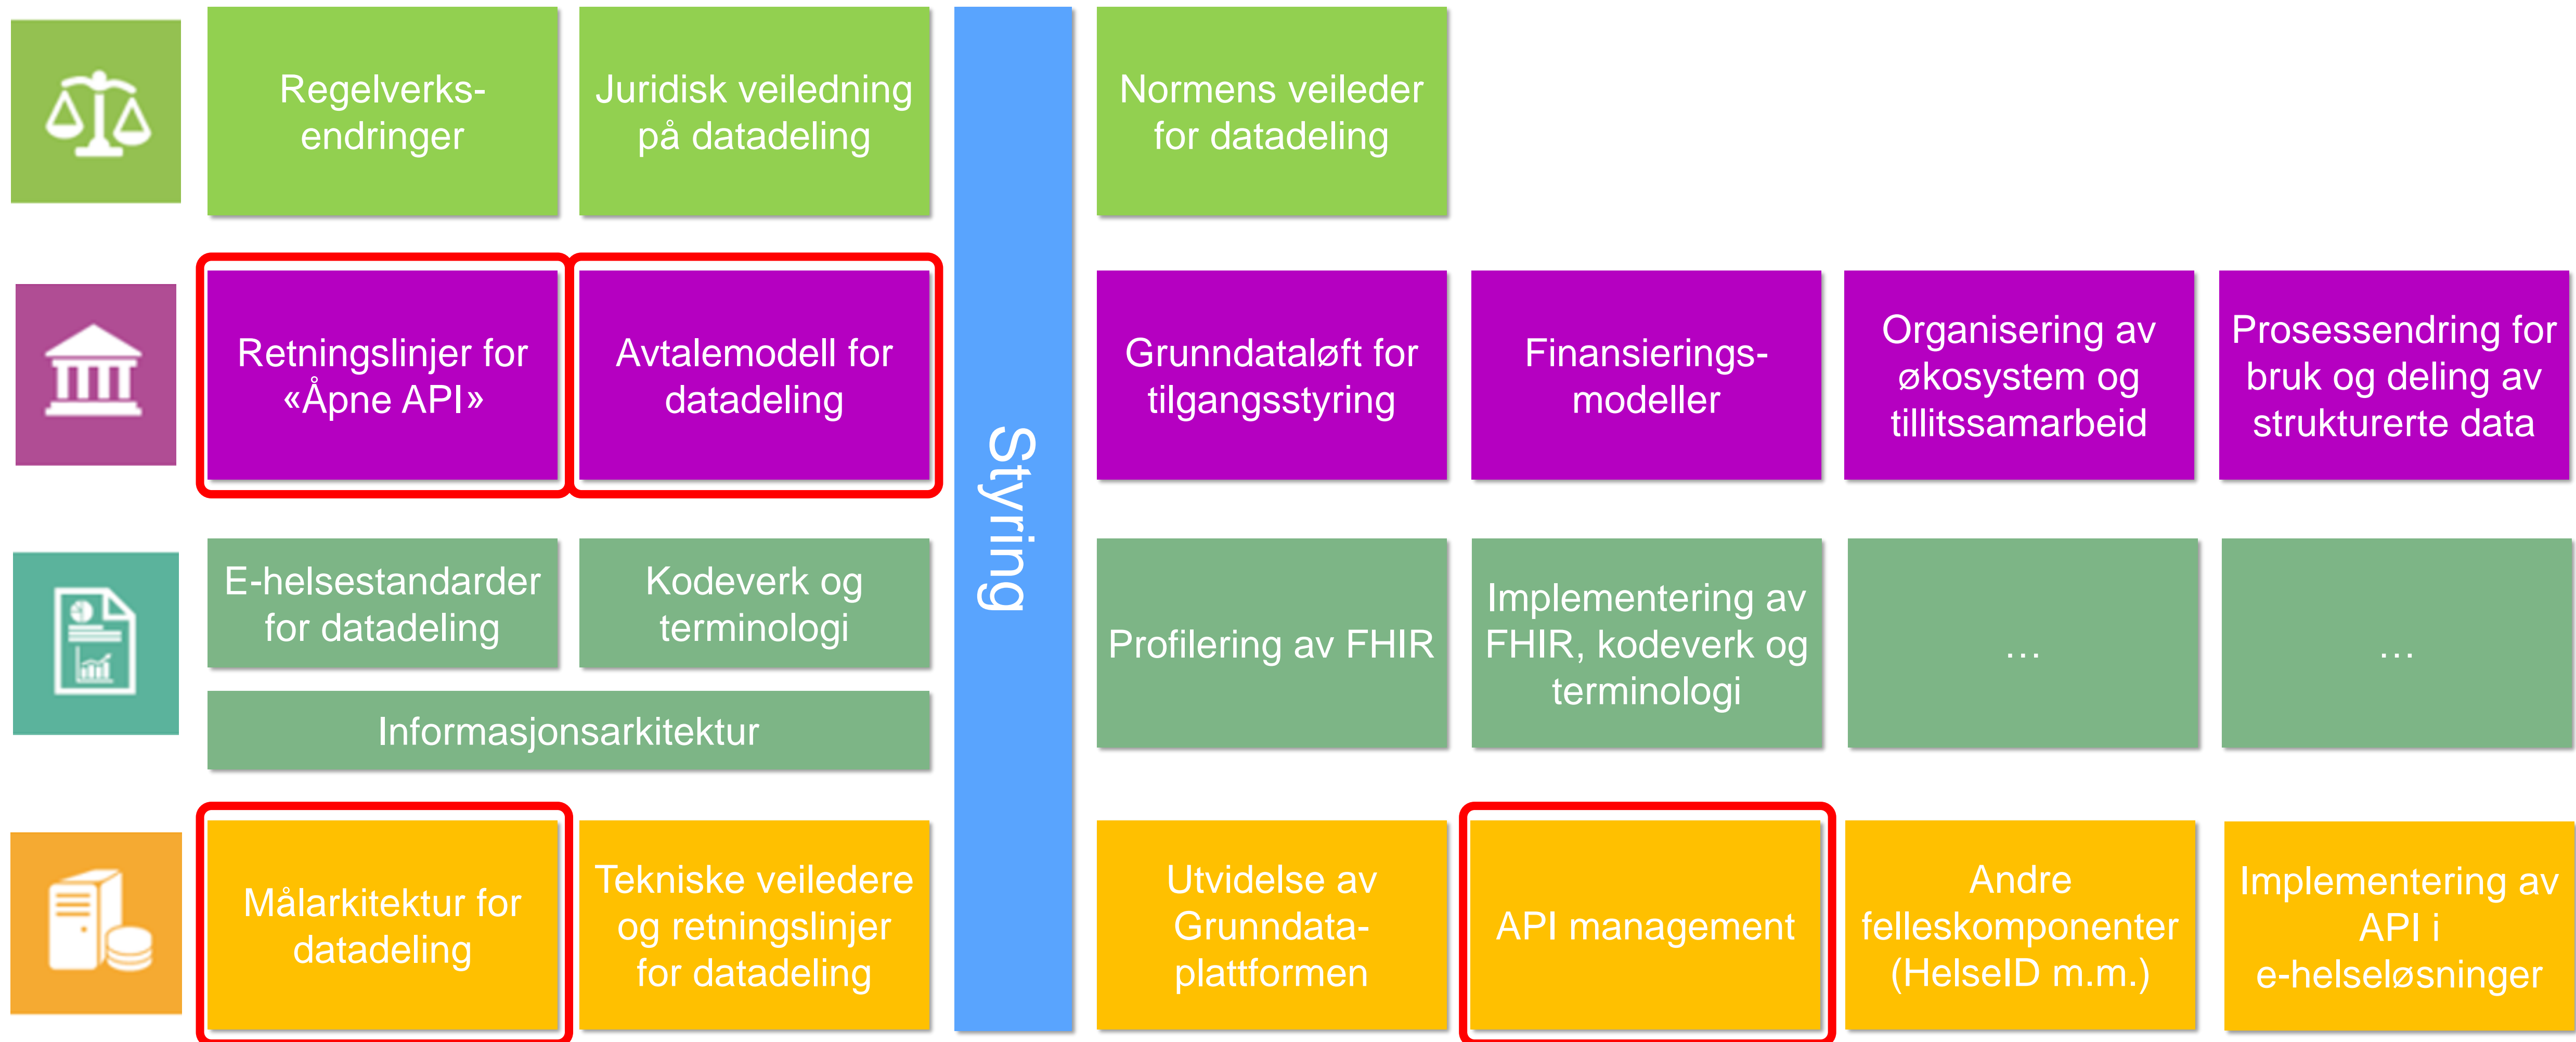 Regelverks-
endringer
Juridisk veiledning
på datadeling
Styring
Normens veileder
for datadeling
Retningslinjer for
«Åpne API»
Avtalemodell for
datadeling
Grunndataløft for
tilgangsstyring
Finansierings-
modeller
Organisering av
økosystem og
tillitssamarbeid
Prosessendring for
bruk og deling av
strukturerte data
E-helsestandarder
for datadeling
Kodeverk og
terminologi
Informasjonsarkitektur
Profilering av FHIR
Implementering av
FHIR, kodeverk og
terminologi
...
...
Målarkitektur for
datadeling
Tekniske veiledere
og retningslinjer
for datadeling
Utvidelse av
Grunndata-
plattformen
API management
Andre
felleskomponenter
(HelseID m.m.)
Implementering av
API i
e-helseløsninger